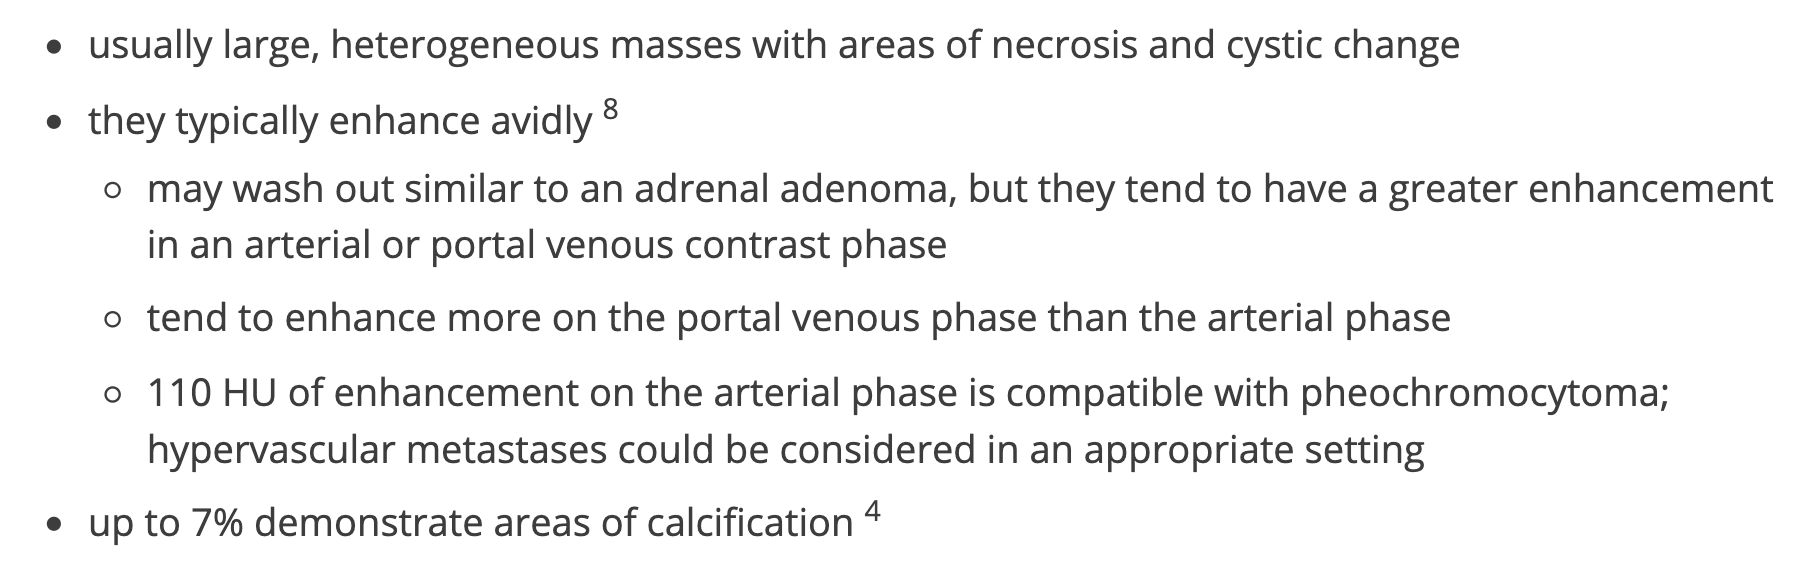 • usually large, heterogeneous masses with areas of necrosis and cystic change
• they typically enhance avidly 8
○ may wash out similar to an adrenal adenoma, but they tend to have a greater enhancement
in an arterial or portal venous contrast phase
○ tend to enhance more on the portal venous phase than the arterial phase
○ 110 HU of enhancement on the arterial phase is compatible with pheochromocytoma;
hypervascular metastases could be considered in an appropriate setting
• up to 7% demonstrate areas of calcification 4